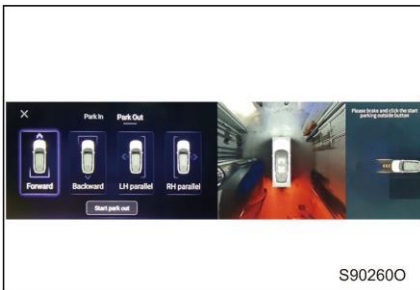 Park In Park Out
Forward Backward LH parallel RH parallel
Start park out
Please brake and click the start
parking outside button
S90260O